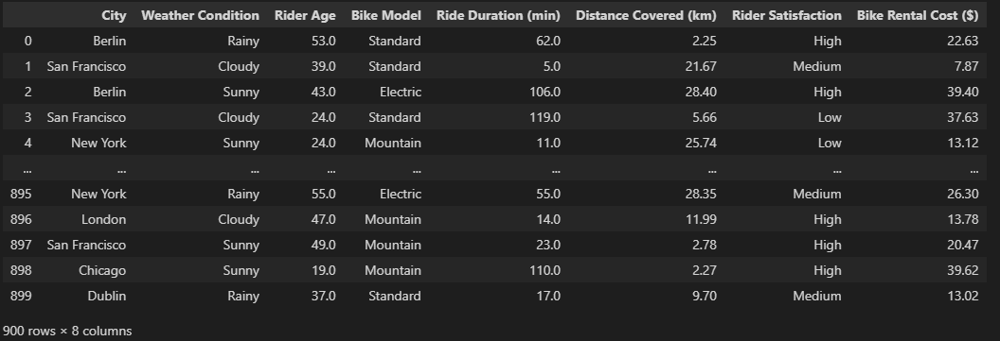 City Weather Condition Rider Age Bike Model Ride Duration (min) Distance Covered (km) Rider Satisfaction Bike Rental Cost ($)
0 Berlin Rainy 53.0 Standard 62.0 2.25 High 22.63
1 San Francisco Cloudy 39.0 Standard 5.0 21.67 Medium 7.87
2 Berlin Sunny 43.0 Electric 106.0 28.40 High 39.40
3 San Francisco Cloudy 24.0 Standard 119.0 5.66 Low 37.63
4 New York Sunny 24.0 Mountain 11.0 25.74 Low 13.12
... ... ... ... ... ... ... ... ...
895 New York Rainy 55.0 Electric 55.0 28.35 Medium 26.30
896 London Cloudy 47.0 Mountain 14.0 11.99 High 13.78
897 San Francisco Sunny 49.0 Mountain 23.0 2.78 High 20.47
898 Chicago Sunny 19.0 Mountain 110.0 2.27 High 39.62
899 Dublin Rainy 37.0 Standard 17.0 9.70 Medium 13.02
900 rows × 8 columns